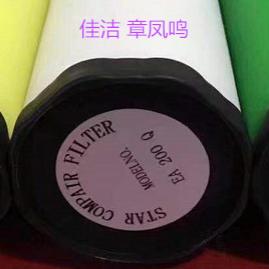 佳洁 章凤鸣
STAR COMPAIR FILTER
MODEL.NO.
EA 200 Q